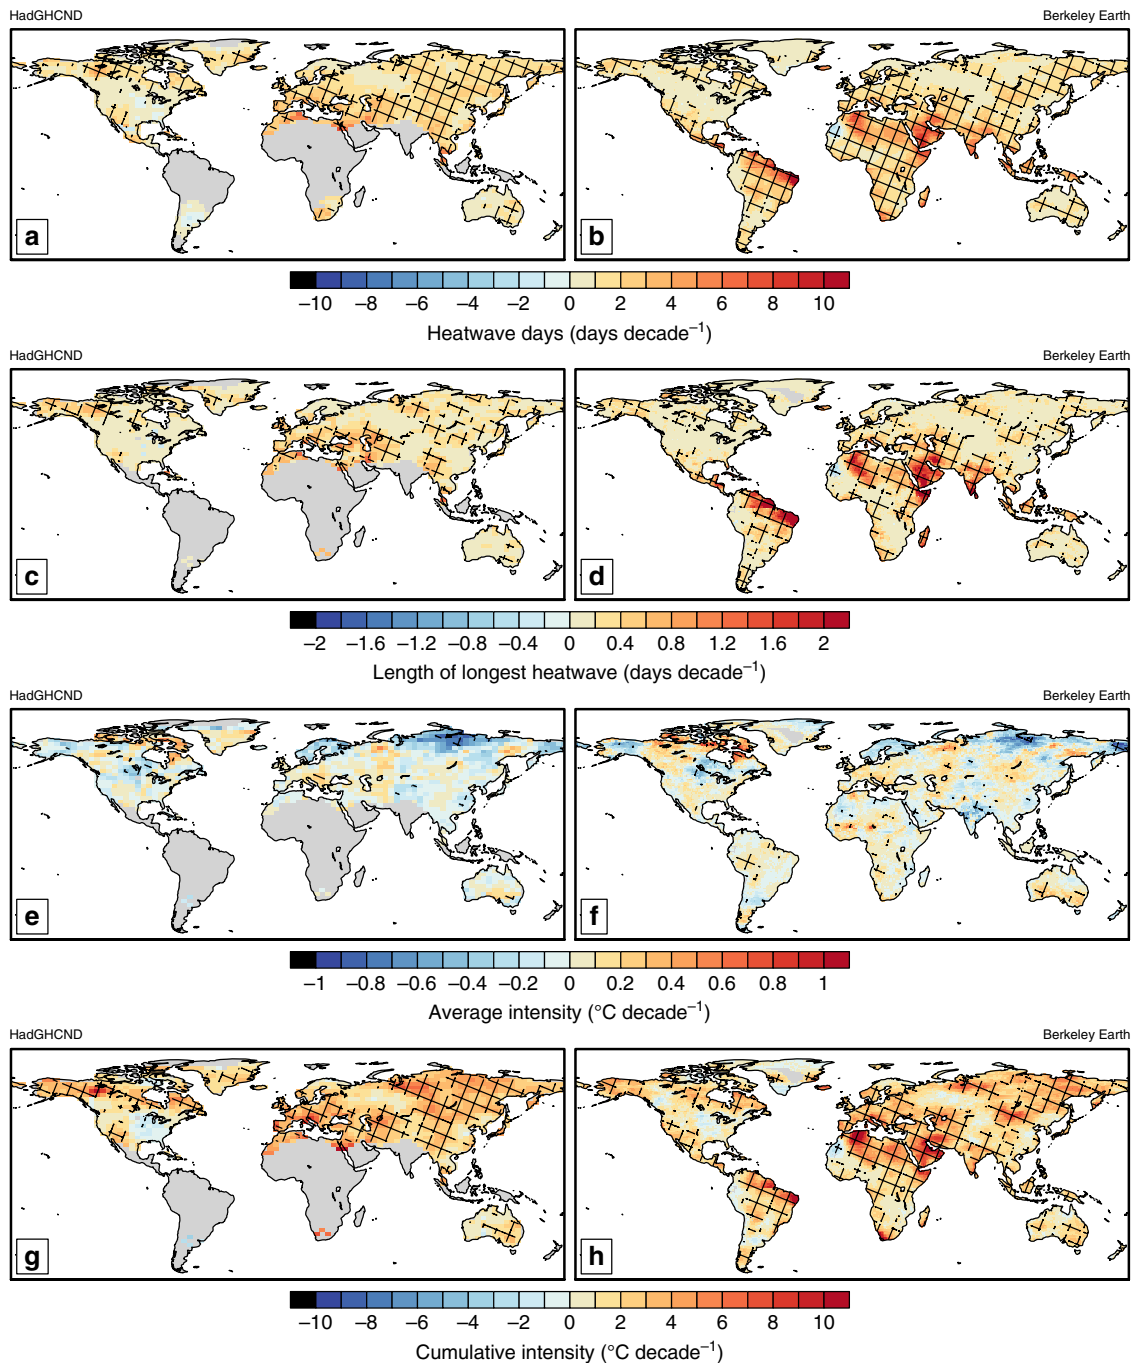 HadGHCND Berkeley Earth
a b
−10 −8 −6 −4 −2 0 2 4 6 8 10
Heatwave days (days decade⁻¹)
HadGHCND Berkeley Earth
c d
−2 −1.6 −1.2 −0.8 −0.4 0 0.4 0.8 1.2 1.6 2
Length of longest heatwave (days decade⁻¹)
HadGHCND Berkeley Earth
e f
−1 −0.8 −0.6 −0.4 −0.2 0 0.2 0.4 0.6 0.8 1
Average intensity (°C decade⁻¹)
HadGHCND Berkeley Earth
g h
−10 −8 −6 −4 −2 0 2 4 6 8 10
Cumulative intensity (°C decade⁻¹)